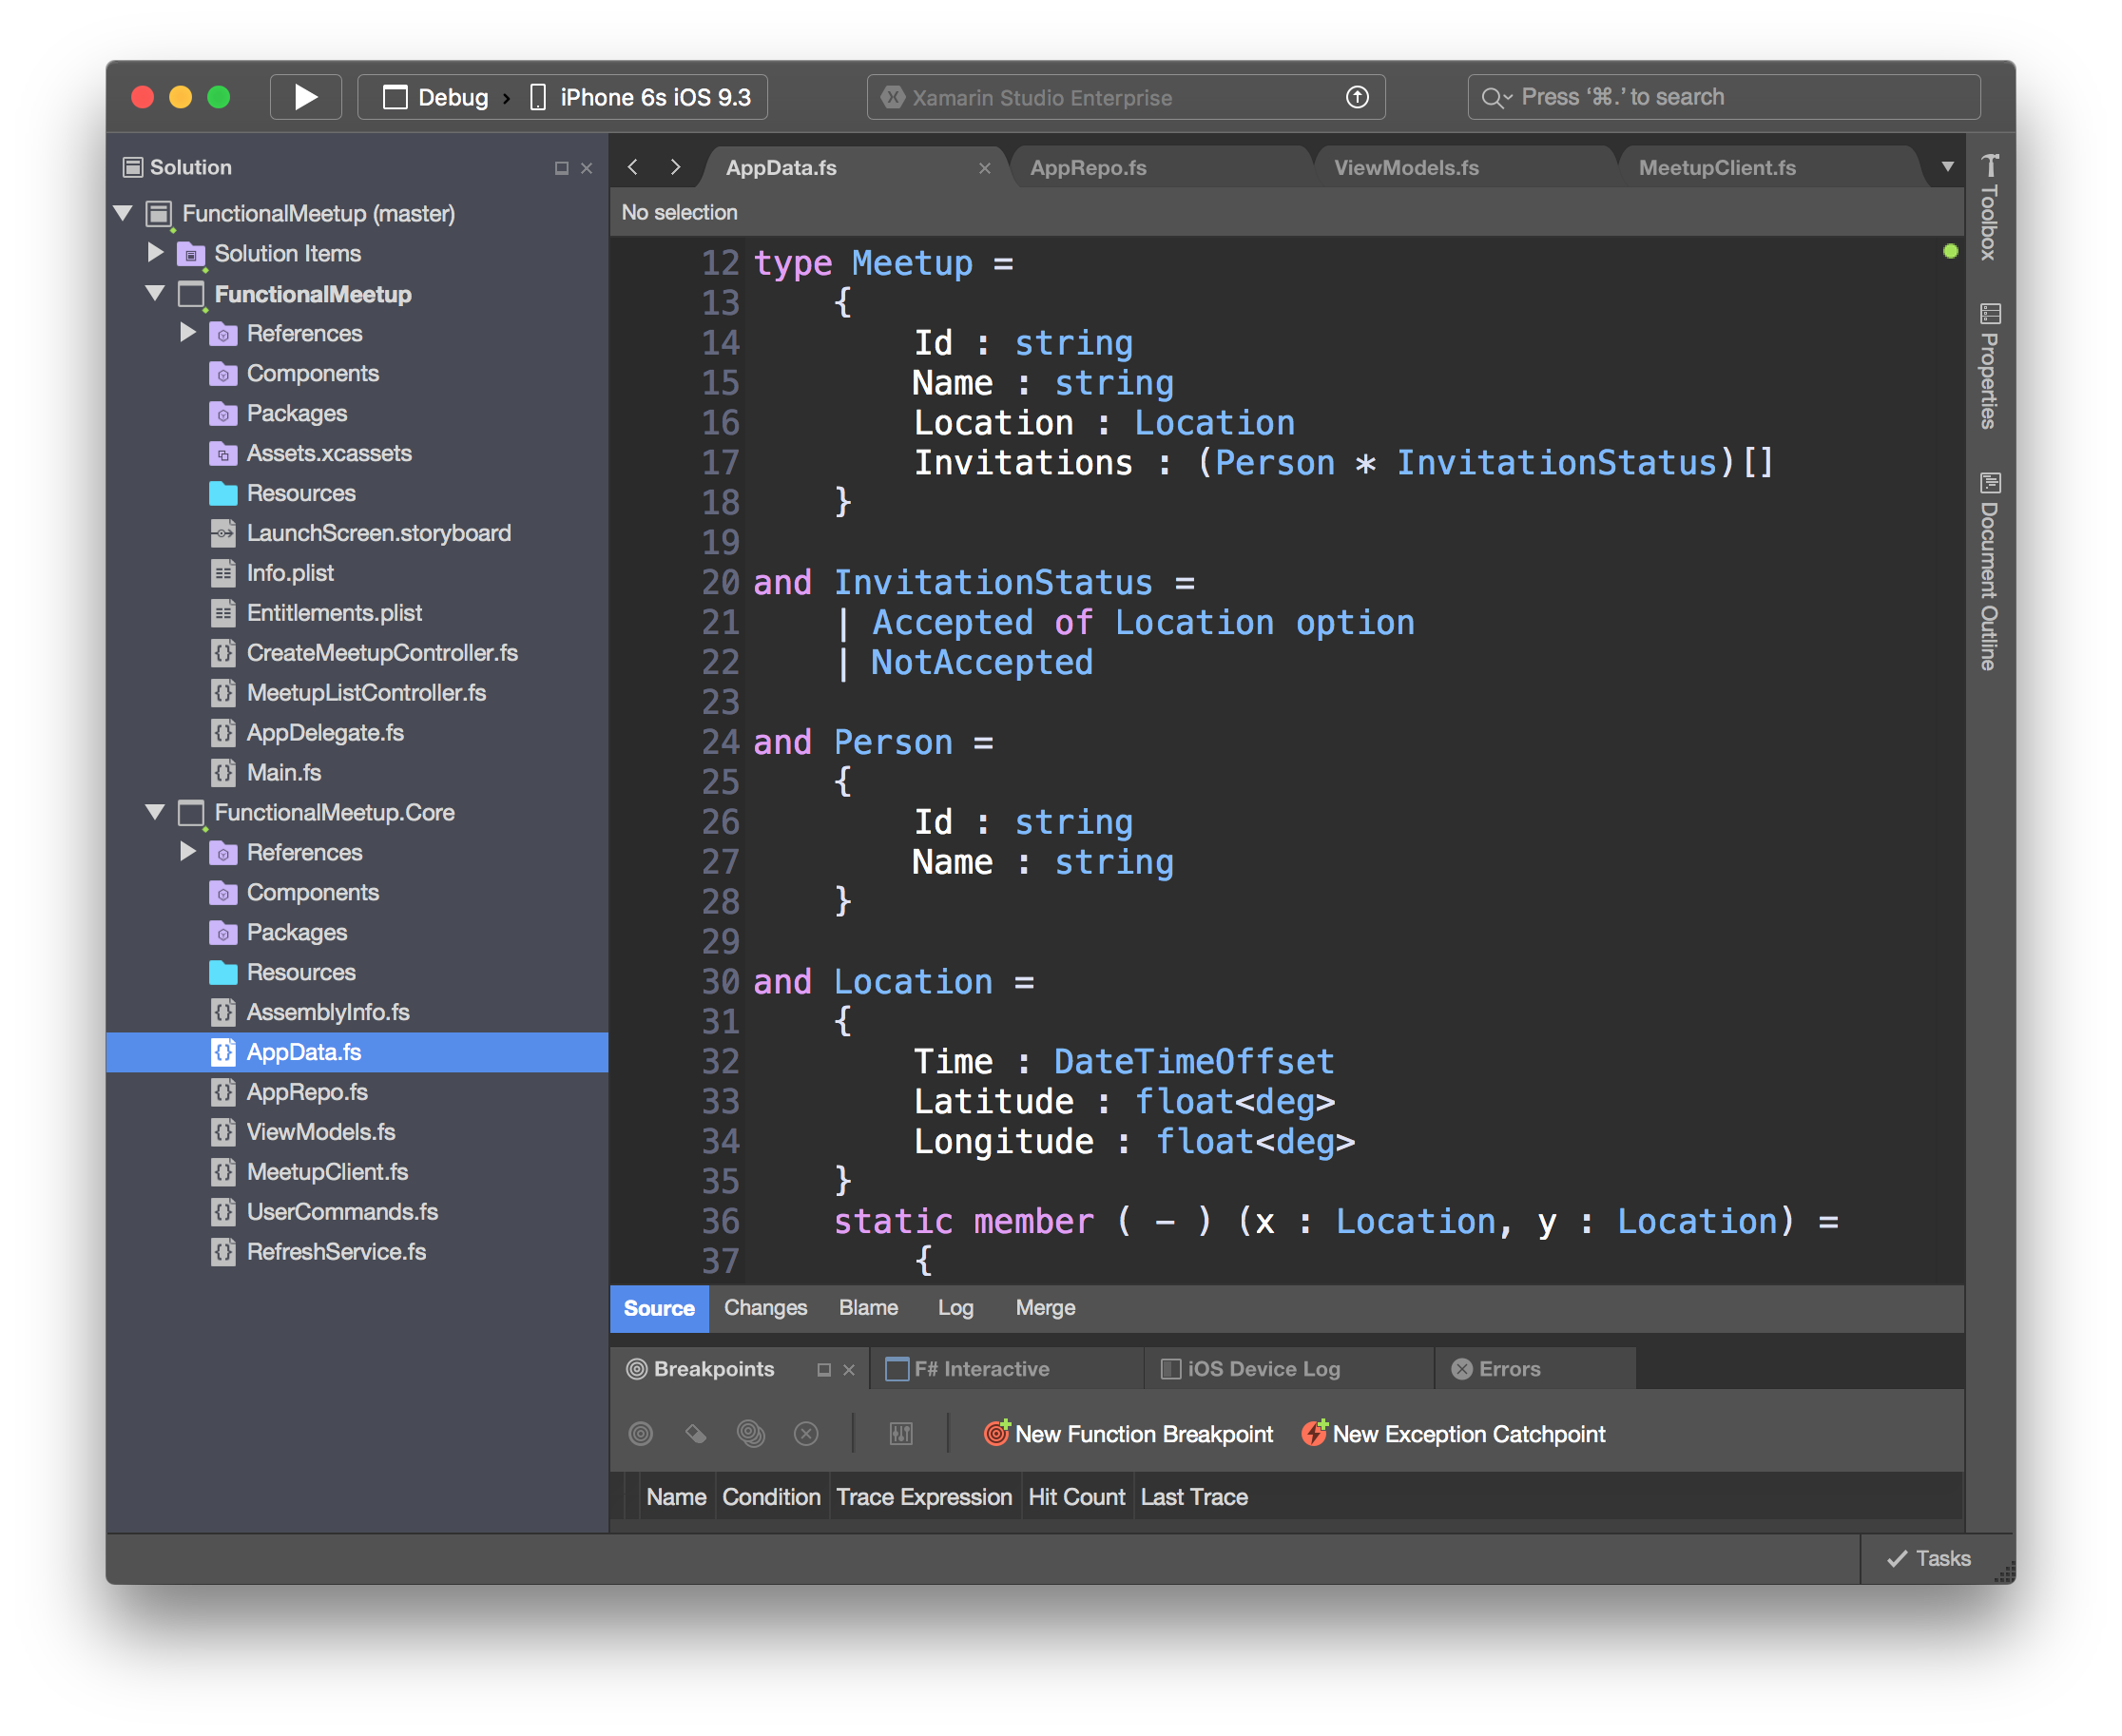 Debug › iPhone 6s iOS 9.3
Xamarin Studio Enterprise
Press ‘⌘.’ to search
Solution
FunctionalMeetup (master)
Solution Items
FunctionalMeetup
References
Components
Packages
Assets.xcassets
Resources
LaunchScreen.storyboard
Info.plist
Entitlements.plist
CreateMeetupController.fs
MeetupListController.fs
AppDelegate.fs
Main.fs
FunctionalMeetup.Core
References
Components
Packages
Resources
AssemblyInfo.fs
AppData.fs
AppRepo.fs
ViewModels.fs
MeetupClient.fs
UserCommands.fs
RefreshService.fs
AppData.fs AppRepo.fs ViewModels.fs MeetupClient.fs
No selection
12 type Meetup =
13 {
14 Id : string
15 Name : string
16 Location : Location
17 Invitations : (Person * InvitationStatus)[]
18 }
19
20 and InvitationStatus =
21 | Accepted of Location option
22 | NotAccepted
23
24 and Person =
25 {
26 Id : string
27 Name : string
28 }
29
30 and Location =
31 {
32 Time : DateTimeOffset
33 Latitude : float<deg>
34 Longitude : float<deg>
35 }
36 static member ( - ) (x : Location, y : Location) =
37 {
Source Changes Blame Log Merge
Breakpoints F# Interactive iOS Device Log Errors
New Function Breakpoint New Exception Catchpoint
Name Condition Trace Expression Hit Count Last Trace
Toolbox
Properties
Document Outline
Tasks